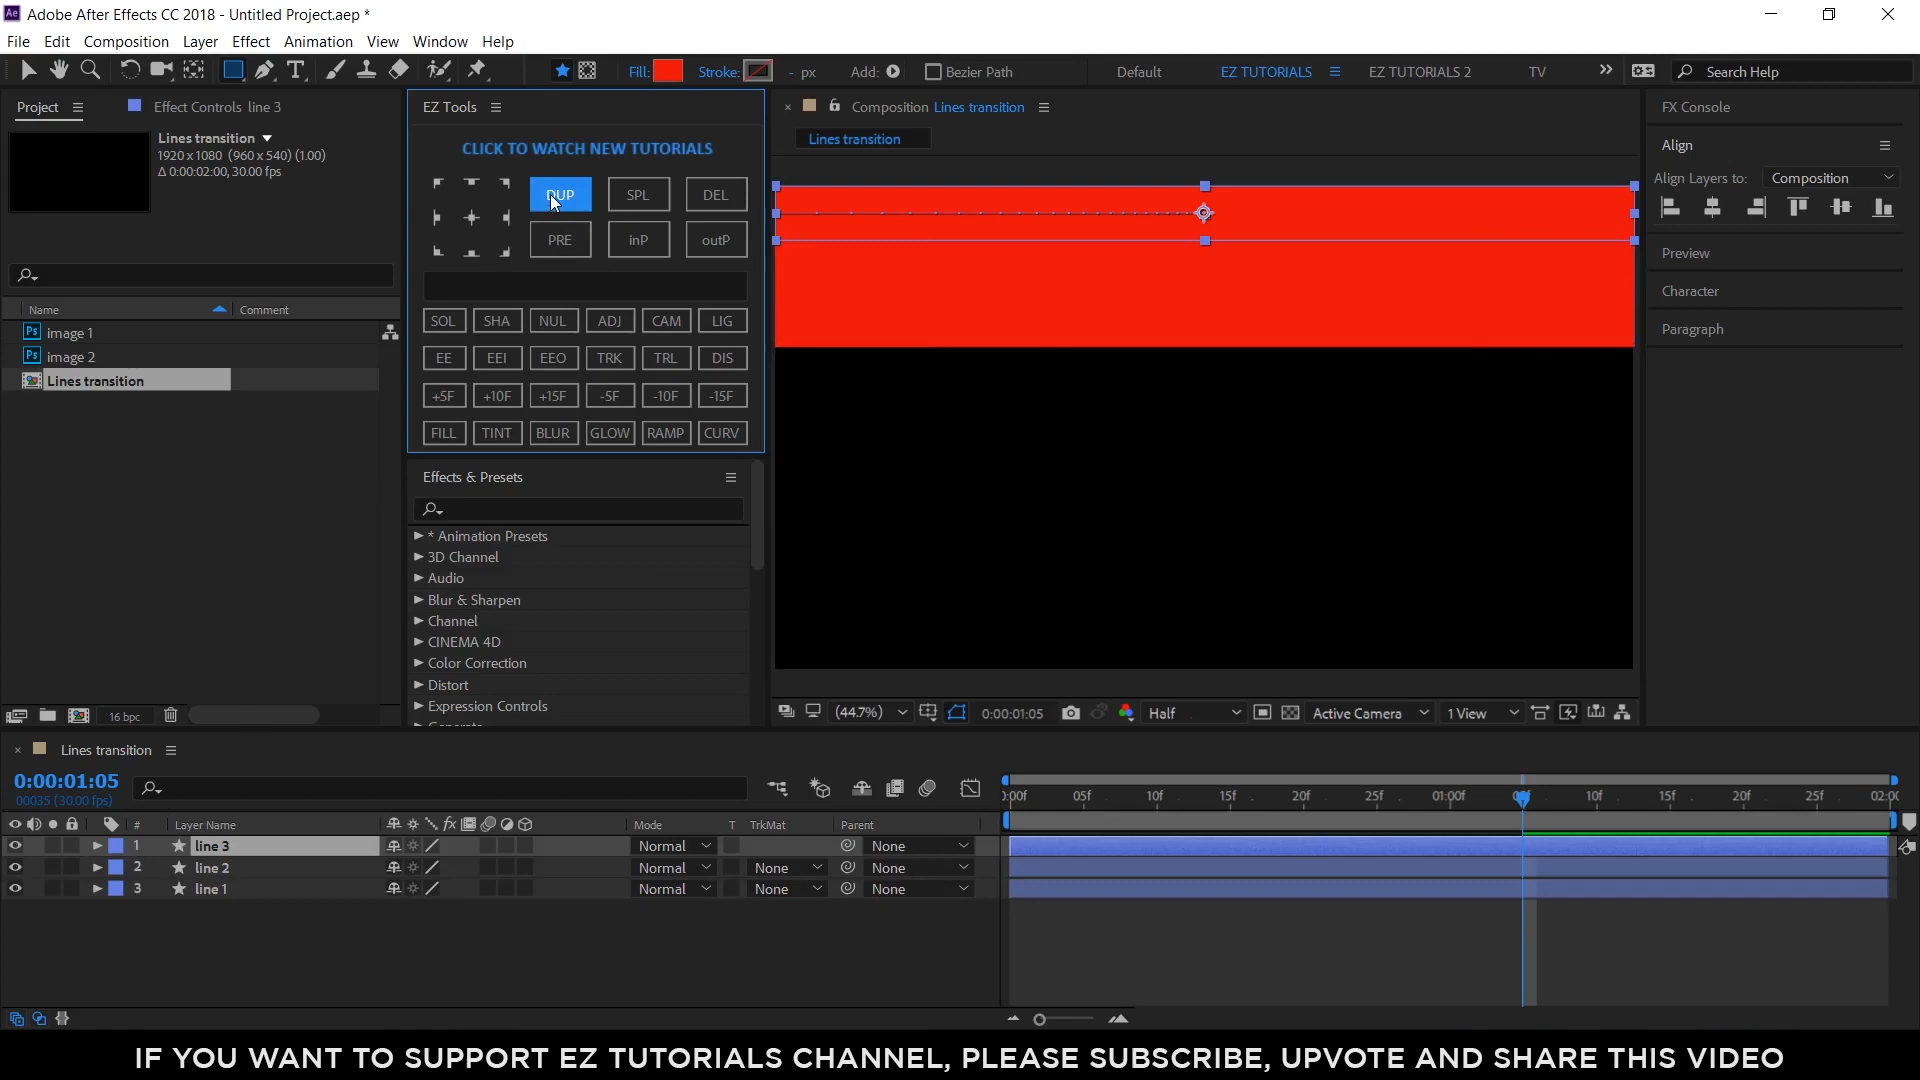 Adobe After Effects CC 2018 - Untitled Project.aep *
File Edit Composition Layer Effect Animation View Window Help
Fill: Stroke: - px Add: Bezier Path Default EZ TUTORIALS EZ TUTORIALS 2 TV Search Help
Project Effect Controls line 3
Lines transition
1920 x 1080 (960 x 540) (1.00)
Δ 0:00:02:00, 30.00 fps
Name Comment
image 1
image 2
Lines transition
16 bpc
EZ Tools
CLICK TO WATCH NEW TUTORIALS
DUP SPL DEL
PRE inP outP
SOL SHA NUL ADJ CAM LIG
EE EEI EEO TRK TRL DIS
+5F +10F +15F -5F -10F -15F
FILL TINT BLUR GLOW RAMP CURV
Effects & Presets
* Animation Presets
3D Channel
Audio
Blur & Sharpen
Channel
CINEMA 4D
Color Correction
Distort
Expression Controls
Composition Lines transition
Lines transition
(44.7%) 0:00:01:05 Half Active Camera 1 View
FX Console
Align
Align Layers to: Composition
Preview
Character
Paragraph
Lines transition
0:00:01:05
00035 (30.00 fps)
05f 10f 15f 20f 25f 01:00f 10f 15f 20f 25f
# Layer Name Mode T TrkMat Parent
1 line 3 Normal None
2 line 2 Normal None None
3 line 1 Normal None None
IF YOU WANT TO SUPPORT EZ TUTORIALS CHANNEL, PLEASE SUBSCRIBE, UPVOTE AND SHARE THIS VIDEO